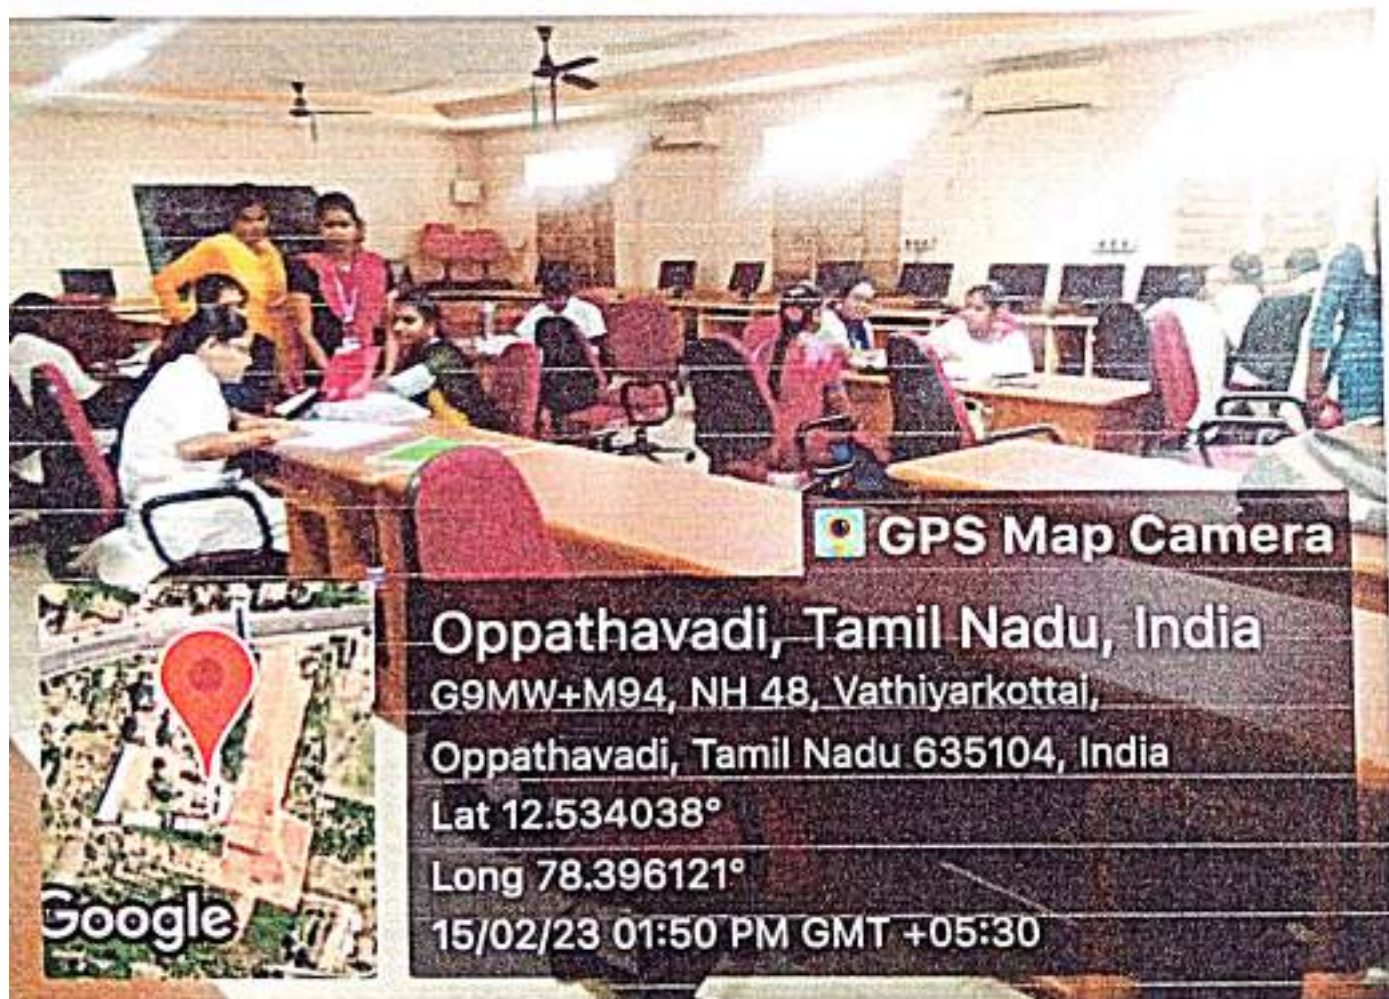 GPS Map Camera
Oppathavadi, Tamil Nadu, India
G9MW+M94, NH 48, Vathiyarkottai,
Oppathavadi, Tamil Nadu 635104, India
Lat 12.534038°
Long 78.396121°
15/02/23 01:50 PM GMT +05:30
Google